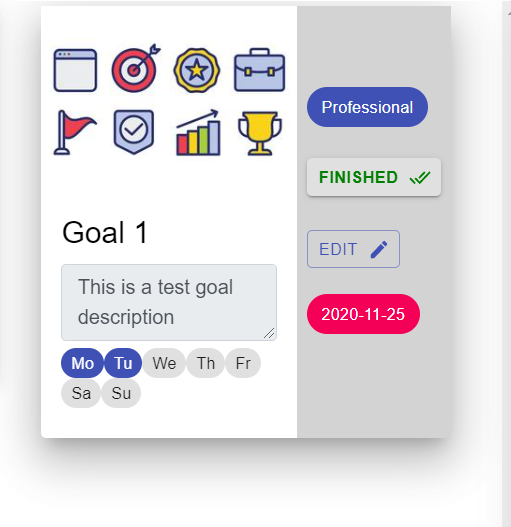 Goal 1
This is a test goal
description
Mo Tu We Th Fr
Sa Su
Professional
FINISHED
EDIT
2020-11-25